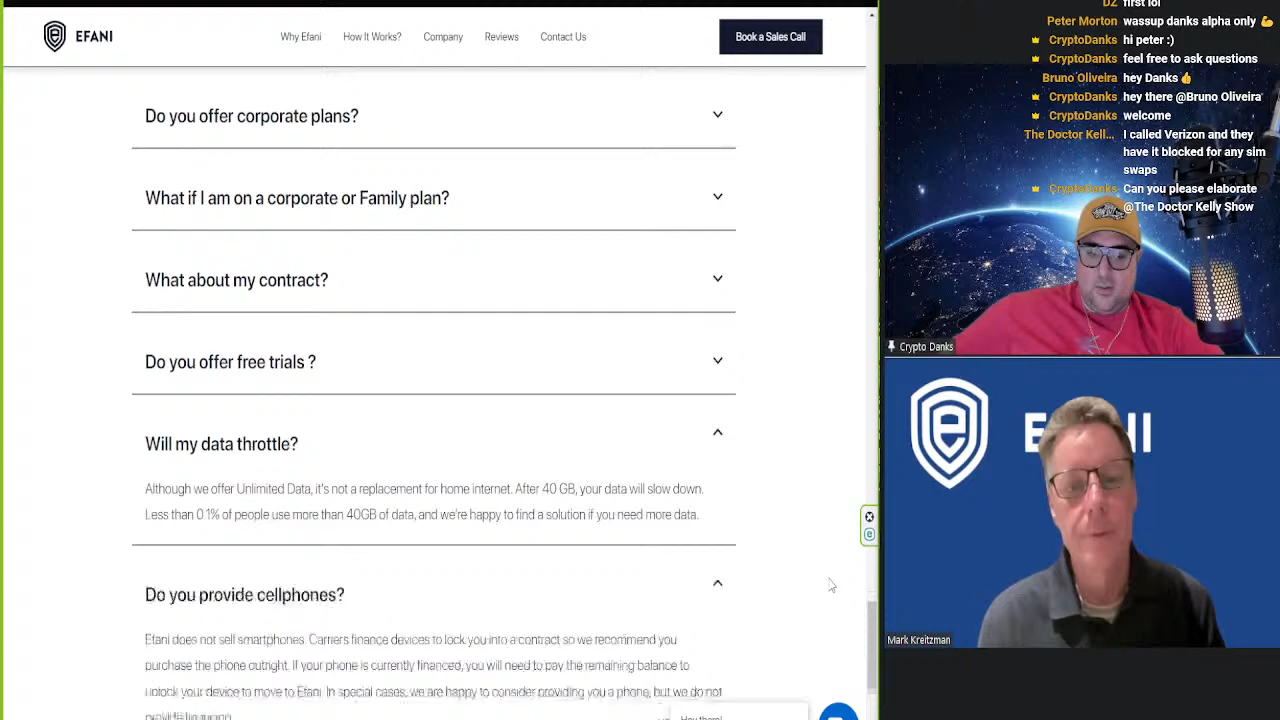 EFANI
Why Efani
How It Works?
Company
Reviews
Contact Us
Book a Sales Call
Do you offer corporate plans?
What if I am on a corporate or Family plan?
What about my contract?
Do you offer free trials ?
Will my data throttle?
Although we offer Unlimited Data, it's not a replacement for home internet. After 40 GB, your data will slow down.
Less than 0.1% of people use more than 40GB of data, and we're happy to find a solution if you need more data.
Do you provide cellphones?
Efani does not sell smartphones. Carriers finance devices to lock you into a contract so we recommend you
purchase the phone outright. If your phone is currently financed, you will need to pay the remaining balance to
unlock your device to move to Efani. In special cases, we are happy to consider providing you a phone, but we do not
Hey there!
DZ first lol
Peter Morton wassup danks alpha only 💪
CryptoDanks hi peter :)
CryptoDanks feel free to ask questions
Bruno Oliveira hey Danks 👍
CryptoDanks hey there @Bruno Oliveira
CryptoDanks welcome
The Doctor Kell... I called Verizon and they
have it blocked for any sim
swaps
CryptoDanks Can you please elaborate
@The Doctor Kelly Show
Crypto Danks
Mark Kreitzman